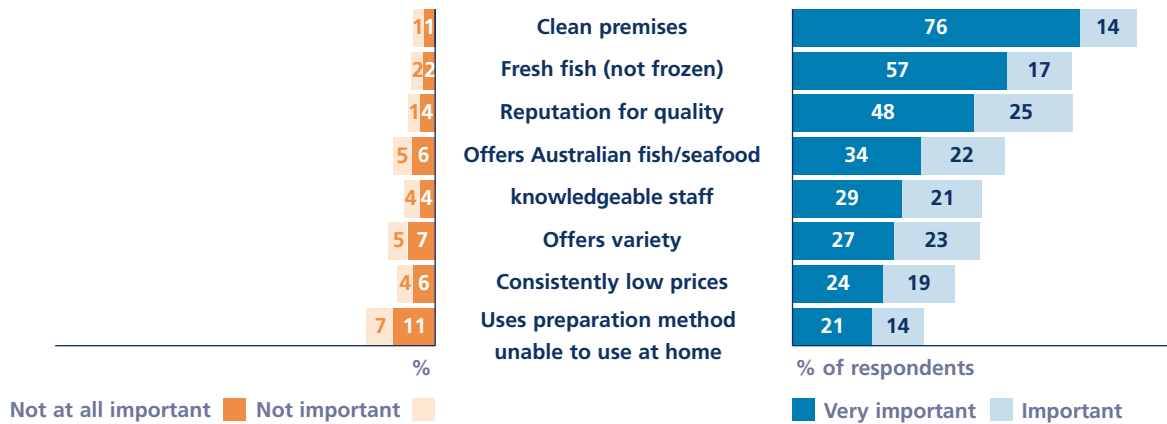 1 1 Clean premises 76 14
2 2 Fresh fish (not frozen) 57 17
1 4 Reputation for quality 48 25
5 6 Offers Australian fish/seafood 34 22
4 4 knowledgeable staff 29 21
5 7 Offers variety 27 23
4 6 Consistently low prices 24 19
7 11 Uses preparation method 21 14
unable to use at home
% % of respondents
Not at all important Not important Very important Important